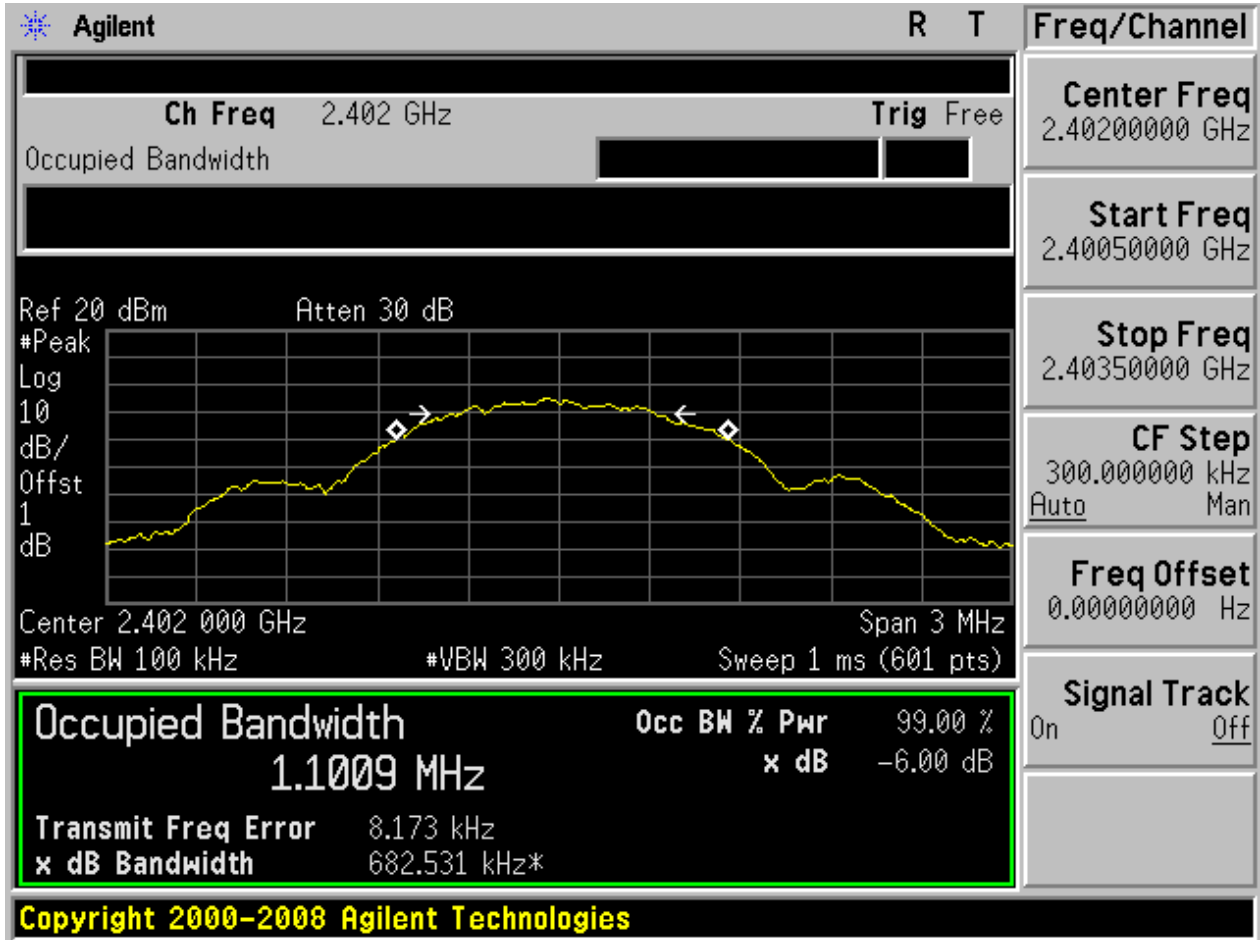 Agilent R T
Freq/Channel
Ch Freq 2.402 GHz Trig Free
Occupied Bandwidth
Center Freq
2.40200000 GHz
Start Freq
2.40050000 GHz
Stop Freq
2.40350000 GHz
CF Step
300.000000 kHz
Auto Man
Freq Offset
0.00000000 Hz
Signal Track
On Off
Ref 20 dBm Atten 30 dB
#Peak
Log
10
dB/
Offst
1
dB
Center 2.402 000 GHz Span 3 MHz
#Res BW 100 kHz #VBW 300 kHz Sweep 1 ms (601 pts)
Occupied Bandwidth
1.1009 MHz
Occ BW % Pwr 99.00 %
x dB -6.00 dB
Transmit Freq Error 8.173 kHz
x dB Bandwidth 682.531 kHz*
Copyright 2000-2008 Agilent Technologies